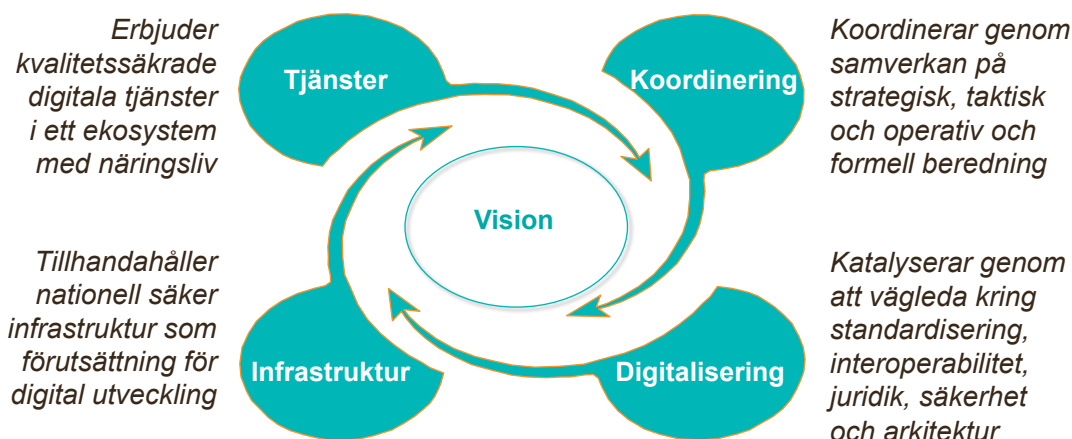 Erbjuder
kvalitetssäkrade
digitala tjänster
i ett ekosystem
med näringsliv
Tjänster
Koordinering
Koordinerar genom
samverkan på
strategisk, taktisk
och operativ och
formell beredning
Vision
Tillhandahåller
nationell säker
infrastruktur som
förutsättning för
digital utveckling
Infrastruktur
Digitalisering
Katalyserar genom
att vägleda kring
standardisering,
interoperabilitet,
juridik, säkerhet
och arkitektur